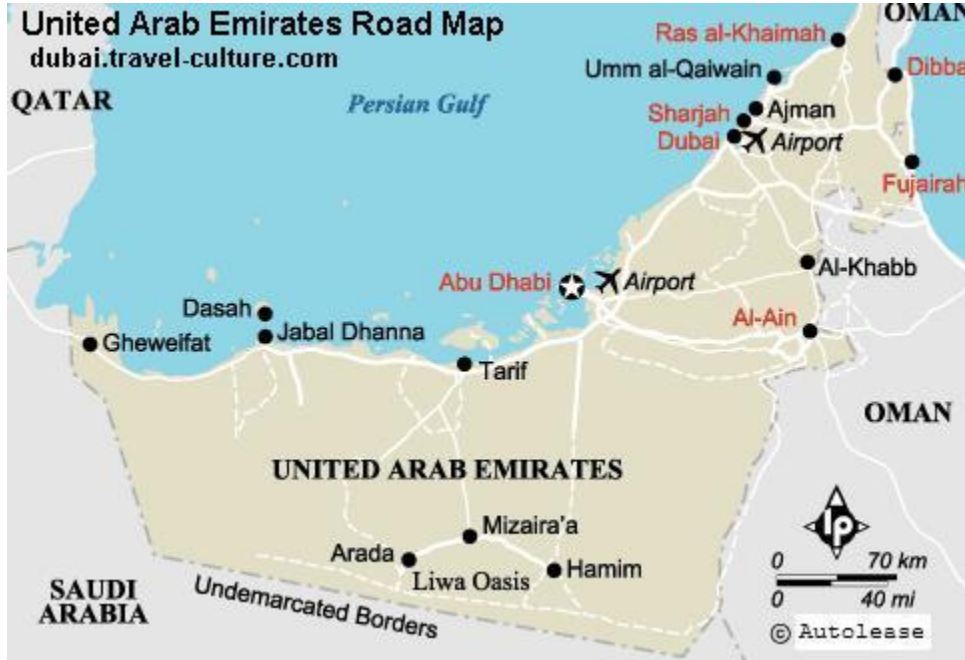 United Arab Emirates Road Map
dubai.travel-culture.com
OMAN
Ras al-Khaimah
Umm al-Qaiwain
Dibba
QATAR
Persian Gulf
Ajman
Sharjah
Dubai
Airport
Fujairah
Al-Khabb
Abu Dhabi
Airport
Dasah
Al-Ain
Jabal Dhanna
Gheweifat
Tarif
OMAN
UNITED ARAB EMIRATES
Mizaira'a
lp
Arada
Liwa Oasis
Hamim
0 70 km
SAUDI
ARABIA
Undemarcated Borders
0 40 mi
© Autolease